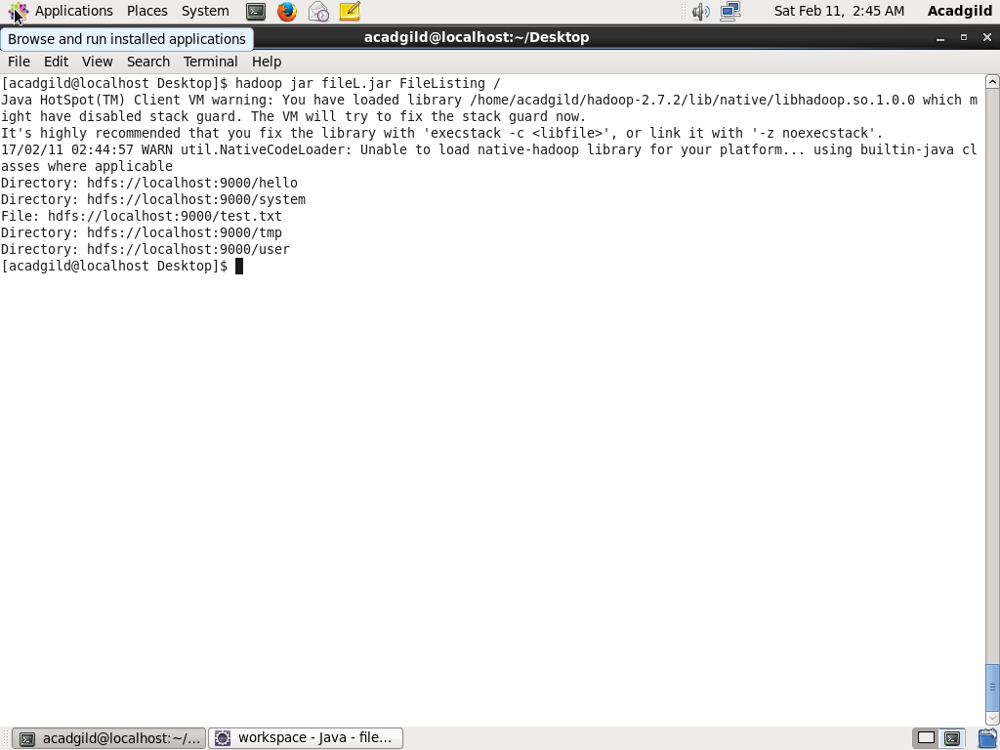 Applications Places System Sat Feb 11, 2:45 AM Acadgild
Browse and run installed applications
acadgild@localhost:~/Desktop
File Edit View Search Terminal Help
[acadgild@localhost Desktop]$ hadoop jar fileL.jar FileListing /
Java HotSpot(TM) Client VM warning: You have loaded library /home/acadgild/hadoop-2.7.2/lib/native/libhadoop.so.1.0.0 which m
ight have disabled stack guard. The VM will try to fix the stack guard now.
It's highly recommended that you fix the library with 'execstack -c <libfile>', or link it with '-z noexecstack'.
17/02/11 02:44:57 WARN util.NativeCodeLoader: Unable to load native-hadoop library for your platform... using builtin-java cl
asses where applicable
Directory: hdfs://localhost:9000/hello
Directory: hdfs://localhost:9000/system
File: hdfs://localhost:9000/test.txt
Directory: hdfs://localhost:9000/tmp
Directory: hdfs://localhost:9000/user
[acadgild@localhost Desktop]$
acadgild@localhost:~/... workspace - Java - file...